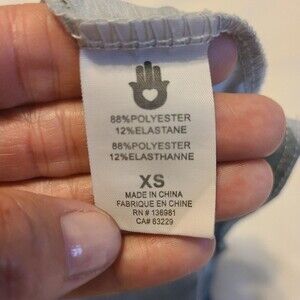 88%POLYESTER
12%ELASTANE
88%POLYESTER
12%ELASTHANNE
XS
MADE IN CHINA
FABRIQUE EN CHINE
RN # 136981
CA# 63229